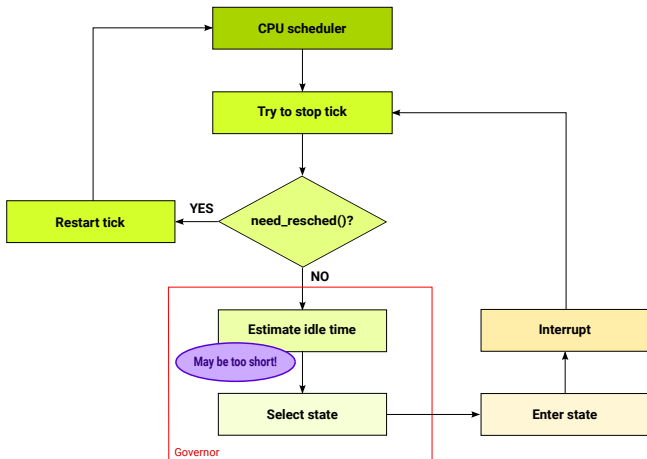 CPU scheduler
Try to stop tick
YES
Restart tick
need_resched()?
NO
Estimate idle time
Interrupt
May be too short!
Select state
Enter state
Governor